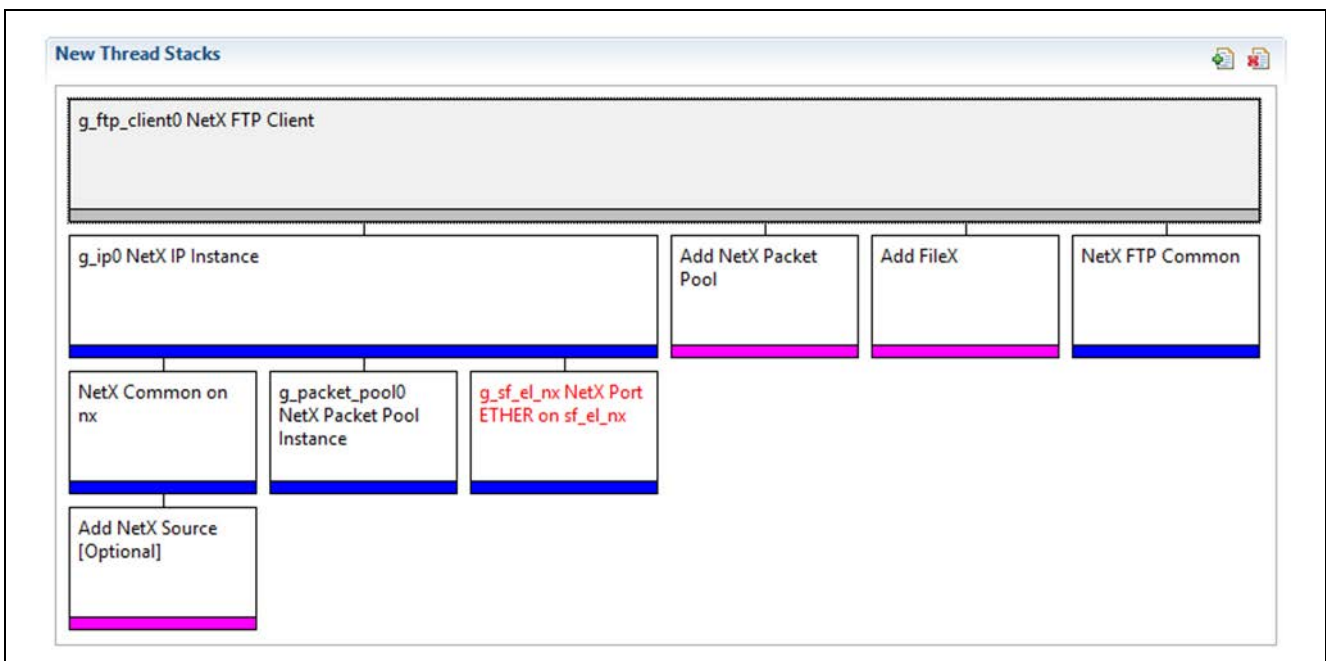 New Thread Stacks
g_ftp_client0 NetX FTP Client
g_ip0 NetX IP Instance
Add NetX Packet
Pool
Add FileX
NetX FTP Common
NetX Common on
nx
g_packet_pool0
NetX Packet Pool
Instance
g_sf_el_nx NetX Port
ETHER on sf_el_nx
Add NetX Source
[Optional]